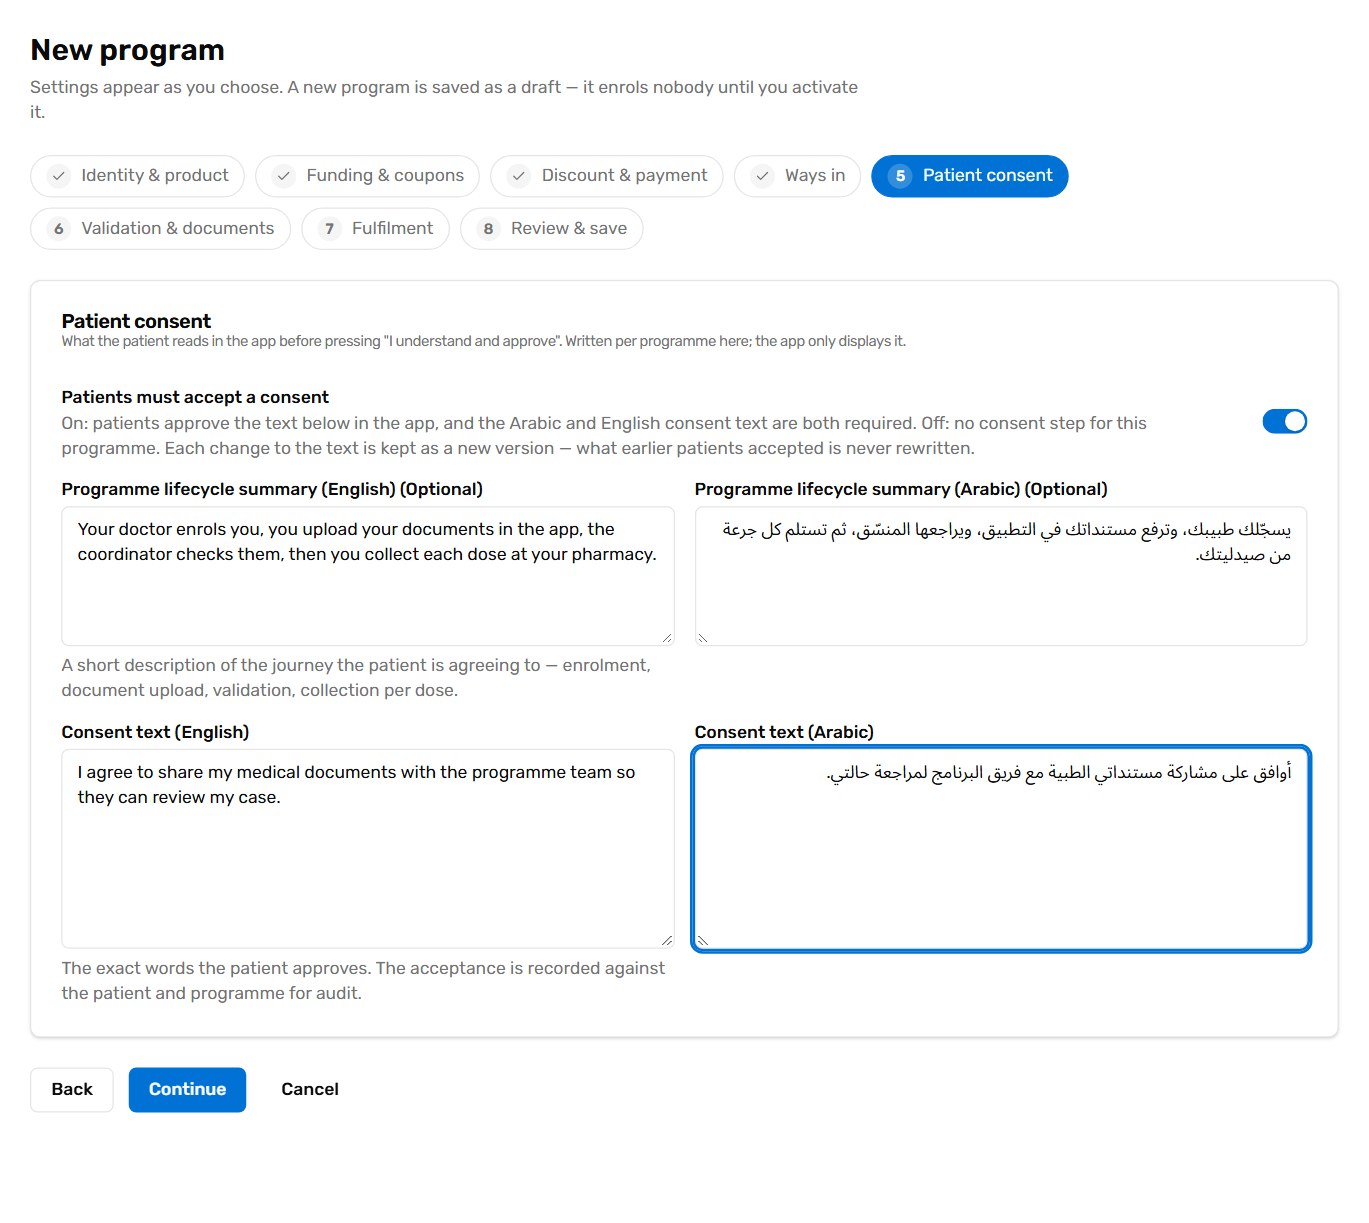 New program
Settings appear as you choose. A new program is saved as a draft — it enrols nobody until you activate
it.
Identity & product
Funding & coupons
Discount & payment
Ways in
5 Patient consent
6 Validation & documents
7 Fulfilment
8 Review & save
Patient consent
What the patient reads in the app before pressing "I understand and approve". Written per programme here; the app only displays it.
Patients must accept a consent
On: patients approve the text below in the app, and the Arabic and English consent text are both required. Off: no consent step for this
programme. Each change to the text is kept as a new version — what earlier patients accepted is never rewritten.
Programme lifecycle summary (English) (Optional)
Your doctor enrols you, you upload your documents in the app, the
coordinator checks them, then you collect each dose at your pharmacy.
A short description of the journey the patient is agreeing to — enrolment,
document upload, validation, collection per dose.
Programme lifecycle summary (Arabic) (Optional)
يسجّلك طبيبك، وترفع مستنداتك في التطبيق، ويراجعها المنسّق، ثم تستلم كل جرعة
من صيدليتك.
Consent text (English)
I agree to share my medical documents with the programme team so
they can review my case.
The exact words the patient approves. The acceptance is recorded against
the patient and programme for audit.
Consent text (Arabic)
أوافق على مشاركة مستنداتي الطبية مع فريق البرنامج لمراجعة حالتي.
Back
Continue
Cancel